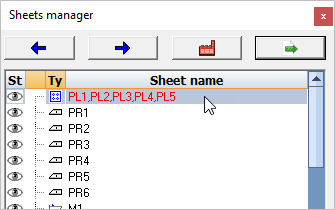 Sheets manager
x
St Ty Sheet name
PL1,PL2,PL3,PL4,PL5
PR1
PR2
PR3
PR4
PR5
PR6
M1